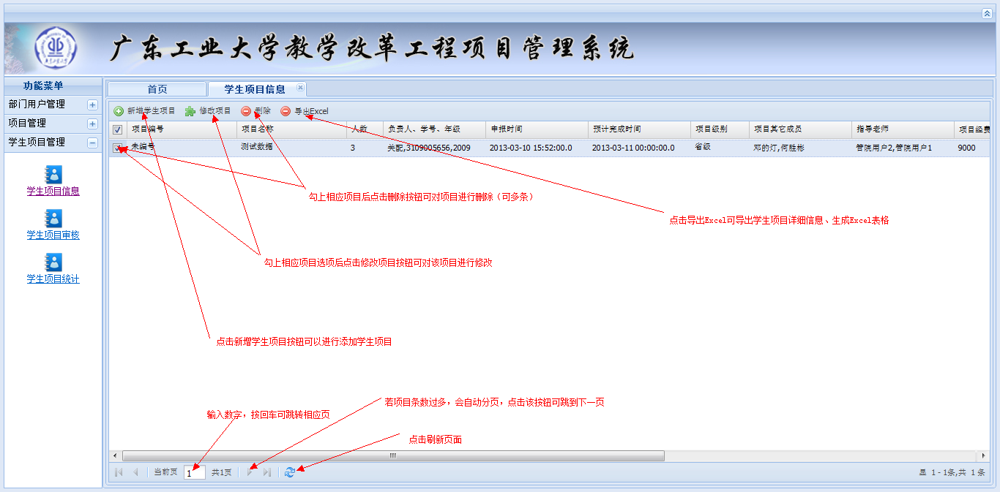 广东工业大学教学改革工程项目管理系统
功能菜单
部门用户管理
项目管理
学生项目管理
学生项目信息
学生项目审核
学生项目统计
首页 学生项目信息
新增学生项目 修改项目 删除 导出Excel
项目编号 项目名称 人数 负责人、学号、年级 申报时间 预计完成时间 项目级别 项目其它成员 指导老师 项目经费
未编号 测试数据 3 关配,3109005656,2009 2013-03-10 15:52:00.0 2013-03-11 00:00:00.0 省级 邓的灯,何胜彬 管院用户2,管院用户1 9000
勾上相应项目后点击删除按钮可对项目进行删除（可多条）
点击导出Excel可导出学生项目详细信息、生成Excel表格
勾上相应项目选项后点击修改项目按钮可对该项目进行修改
点击新增学生项目按钮可以进行添加学生项目
若项目条数过多，会自动分页，点击该按钮可跳到下一页
输入数字，按回车可跳转相应页
点击刷新页面
当前页 1 共1页
显 1 - 1条,共 1 条